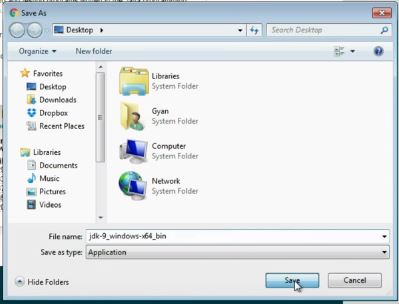 Save As
Desktop
Search Desktop
Organize
New folder
Favorites
Desktop
Downloads
Dropbox
Recent Places
Libraries
Documents
Music
Pictures
Videos
Libraries
System Folder
Gyan
System Folder
Computer
System Folder
Network
System Folder
File name: jdk-9_windows-x64_bin
Save as type: Application
Hide Folders
Save
Cancel